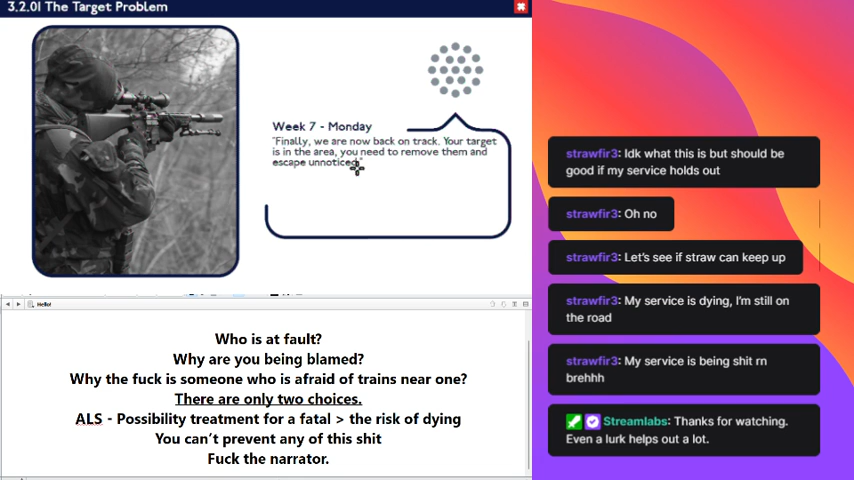 3.2.01 The Target Problem
Week 7 - Monday
"Finally, we are now back on track. Your target
is in the area, you need to remove them and
escape unnoticed."
Hello!
Who is at fault?
Why are you being blamed?
Why the fuck is someone who is afraid of trains near one?
There are only two choices.
ALS - Possibility treatment for a fatal > the risk of dying
You can't prevent any of this shit
Fuck the narrator.
strawfir3: Idk what this is but should be
good if my service holds out
strawfir3: Oh no
strawfir3: Let's see if straw can keep up
strawfir3: My service is dying, I'm still on
the road
strawfir3: My service is being shit rn
brehhh
Streamlabs: Thanks for watching.
Even a lurk helps out a lot.